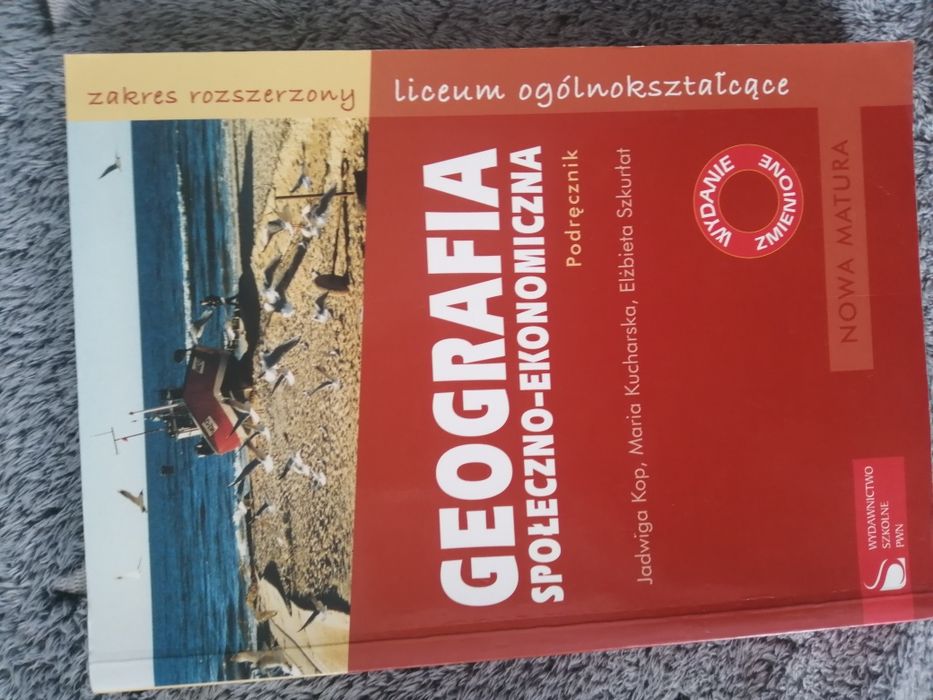 zakres rozszerzony
liceum ogólnokształcące
GEOGRAFIA
SPOŁECZNO-EKONOMICZNA
Podręcznik
Jadwiga Kop, Maria Kucharska, Elżbieta Szkurłat
WYDANIE
ZMIENIONE
NOWA MATURA
WYDAWNICTWO
SZKOLNE
PWN